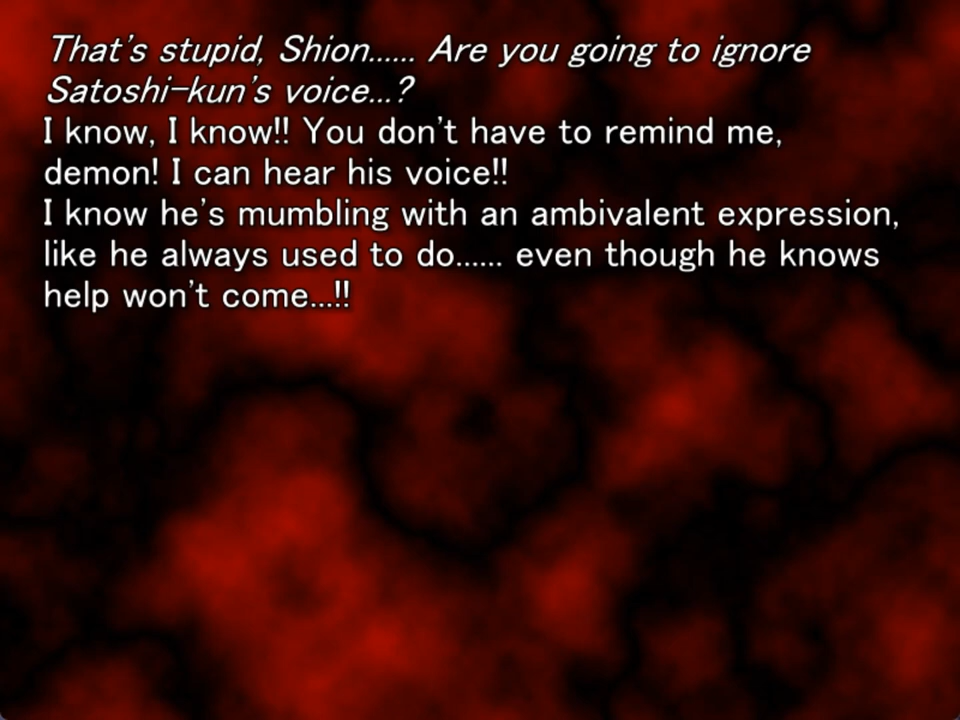 That's stupid, Shion...... Are you going to ignore
Satoshi-kun's voice...?
I know, I know!! You don't have to remind me,
demon! I can hear his voice!!
I know he's mumbling with an ambivalent expression,
like he always used to do...... even though he knows
help won't come...!!